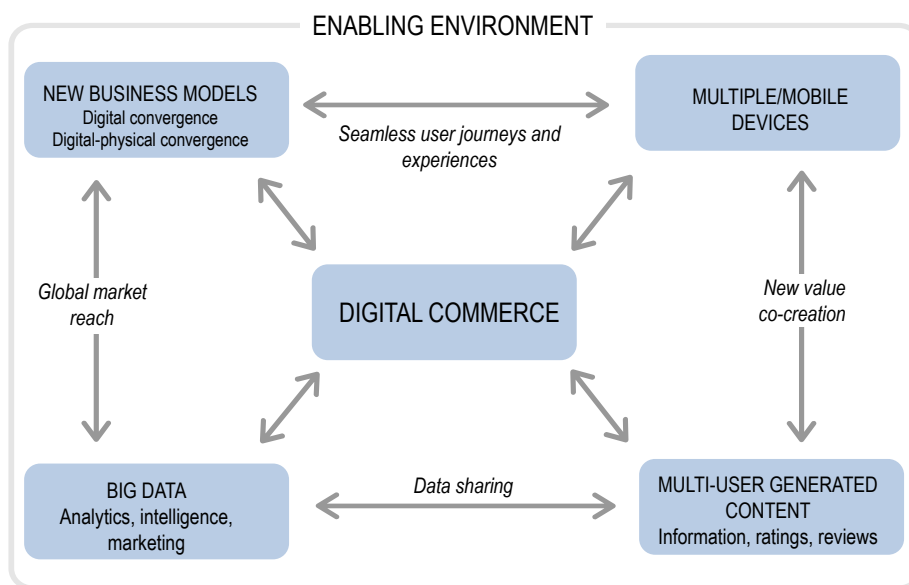 ENABLING ENVIRONMENT
NEW BUSINESS MODELS
Digital convergence
Digital-physical convergence
Seamless user journeys and
experiences
MULTIPLE/MOBILE
DEVICES
Global market
reach
DIGITAL COMMERCE
New value
co-creation
BIG DATA
Analytics, intelligence,
marketing
Data sharing
MULTI-USER GENERATED
CONTENT
Information, ratings, reviews